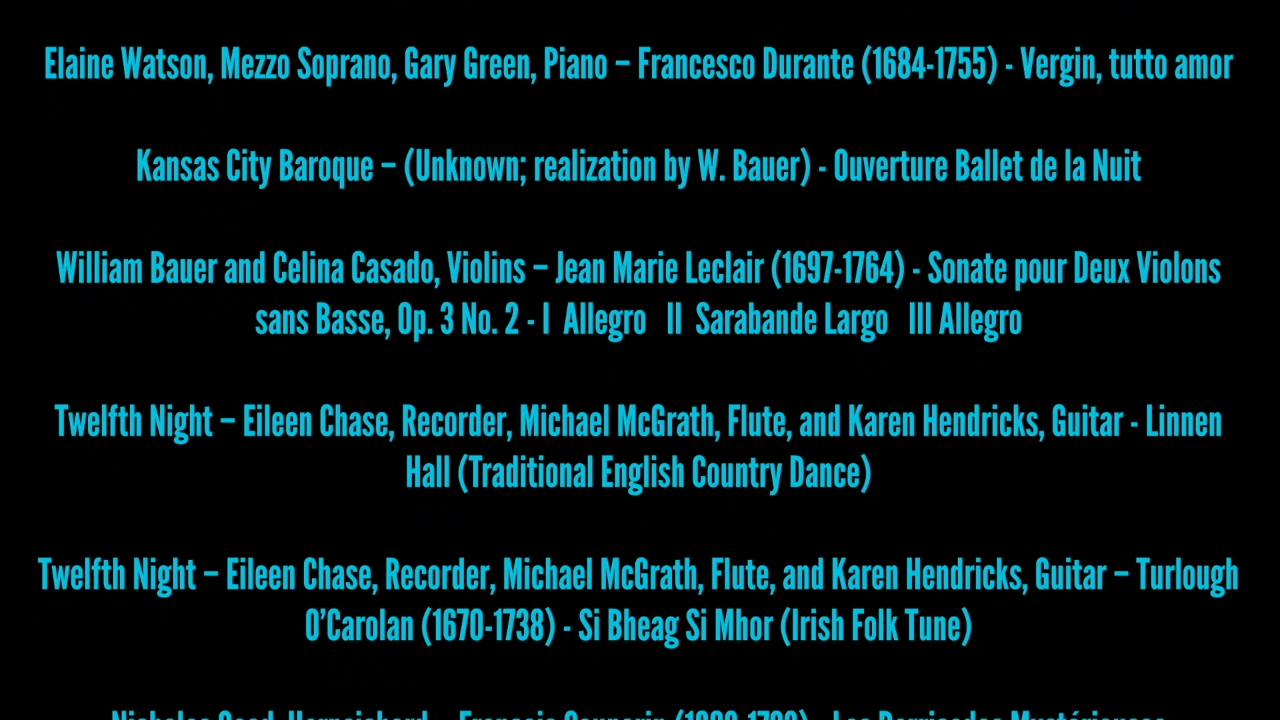 Elaine Watson, Mezzo Soprano, Gary Green, Piano – Francesco Durante (1684-1755) - Vergin, tutto amor
Kansas City Baroque – (Unknown; realization by W. Bauer) - Ouverture Ballet de la Nuit
William Bauer and Celina Casado, Violins – Jean Marie Leclair (1697-1764) - Sonate pour Deux Violons
sans Basse, Op. 3 No. 2 - I  Allegro   II  Sarabande Largo   III Allegro
Twelfth Night – Eileen Chase, Recorder, Michael McGrath, Flute, and Karen Hendricks, Guitar - Linnen
Hall (Traditional English Country Dance)
Twelfth Night – Eileen Chase, Recorder, Michael McGrath, Flute, and Karen Hendricks, Guitar – Turlough
O’Carolan (1670-1738) - Si Bheag Si Mhor (Irish Folk Tune)